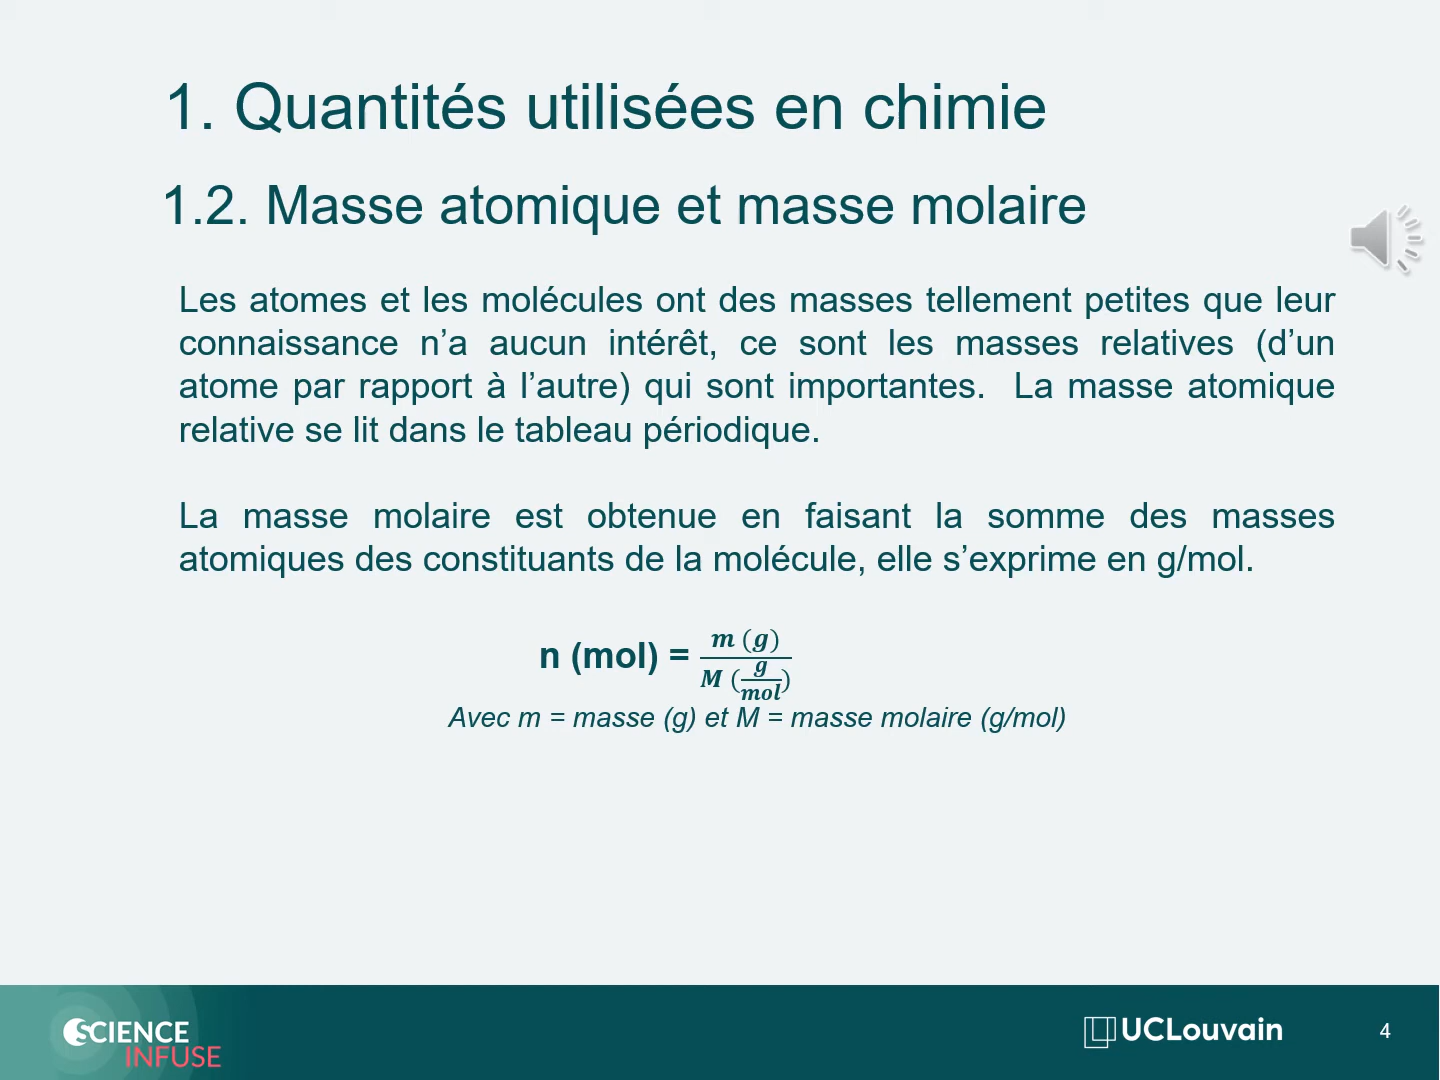 1. Quantités utilisées en chimie
1.2. Masse atomique et masse molaire
Les atomes et les molécules ont des masses tellement petites que leur
connaissance n’a aucun intérêt, ce sont les masses relatives (d’un
atome par rapport à l’autre) qui sont importantes.  La masse atomique
relative se lit dans le tableau périodique.
La masse molaire est obtenue en faisant la somme des masses
atomiques des constituants de la molécule, elle s’exprime en g/mol.
n (mol) = m (g) / M (g/mol)
Avec m = masse (g) et M = masse molaire (g/mol)
SCIENCE
INFUSE
UCLouvain
4